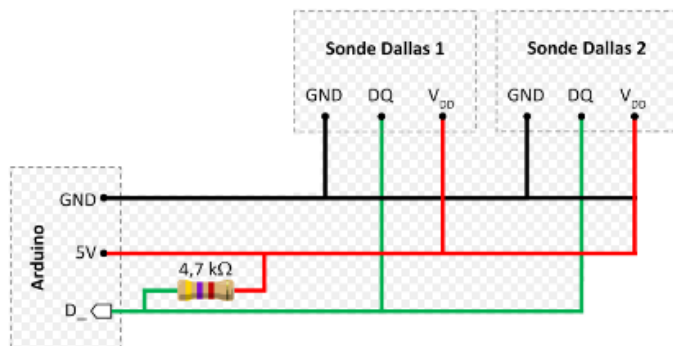 Sonde Dallas 1
Sonde Dallas 2
GND DQ VDD
GND DQ VDD
GND
5V
4,7 kΩ
D_
Arduino